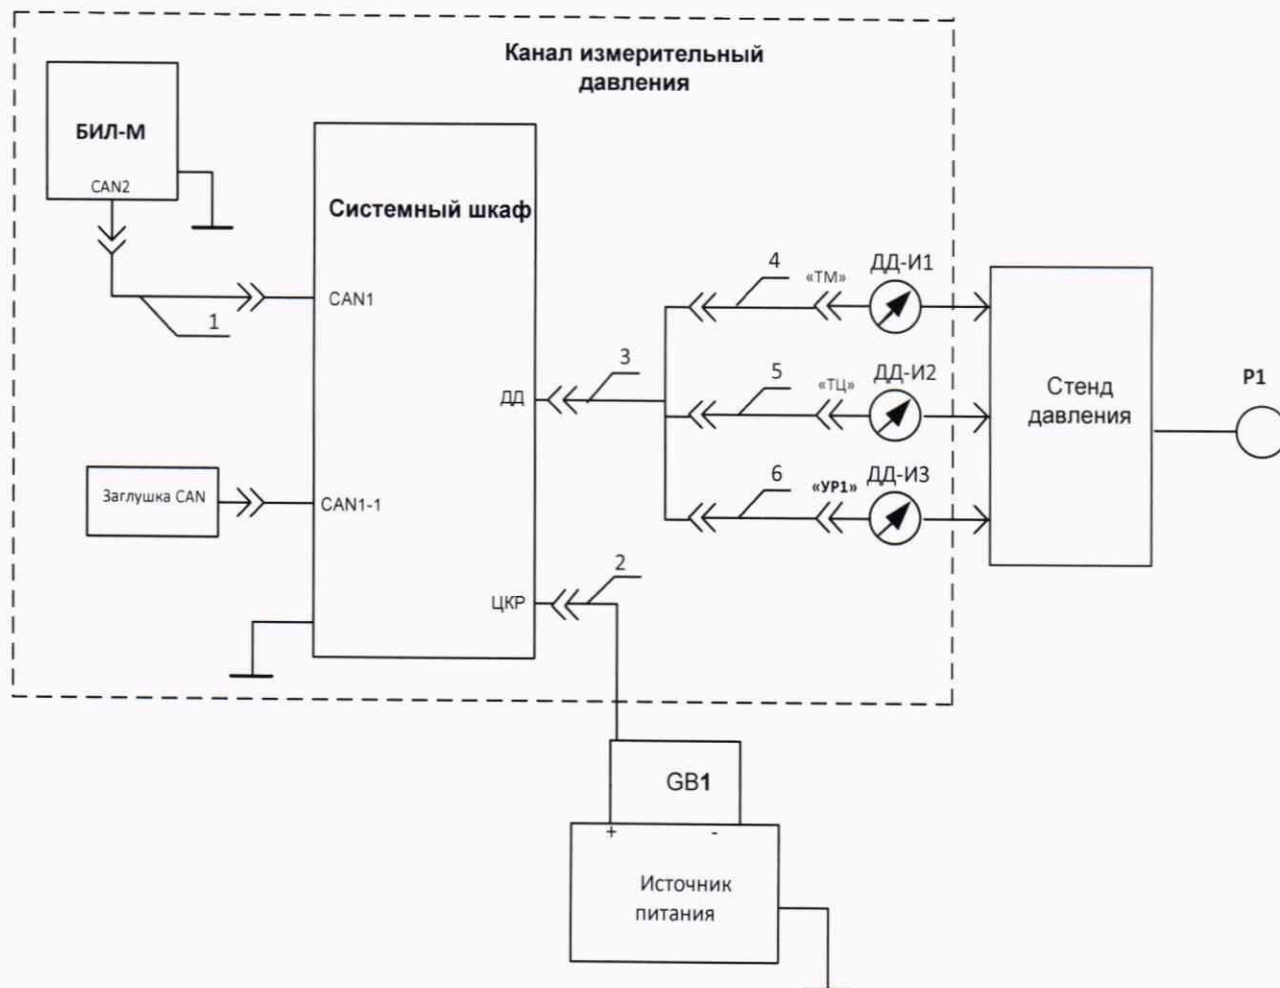 Канал измерительный
давления
БИЛ-М
CAN2
Системный шкаф
CAN1
1
4
«ТМ»
ДД-И1
3
ДД
5
«ТЦ»
ДД-И2
Стенд
давления
P1
Заглушка CAN
CAN1-1
6
«УР1»
ДД-И3
ЦКР
2
GB1
+
-
Источник
питания